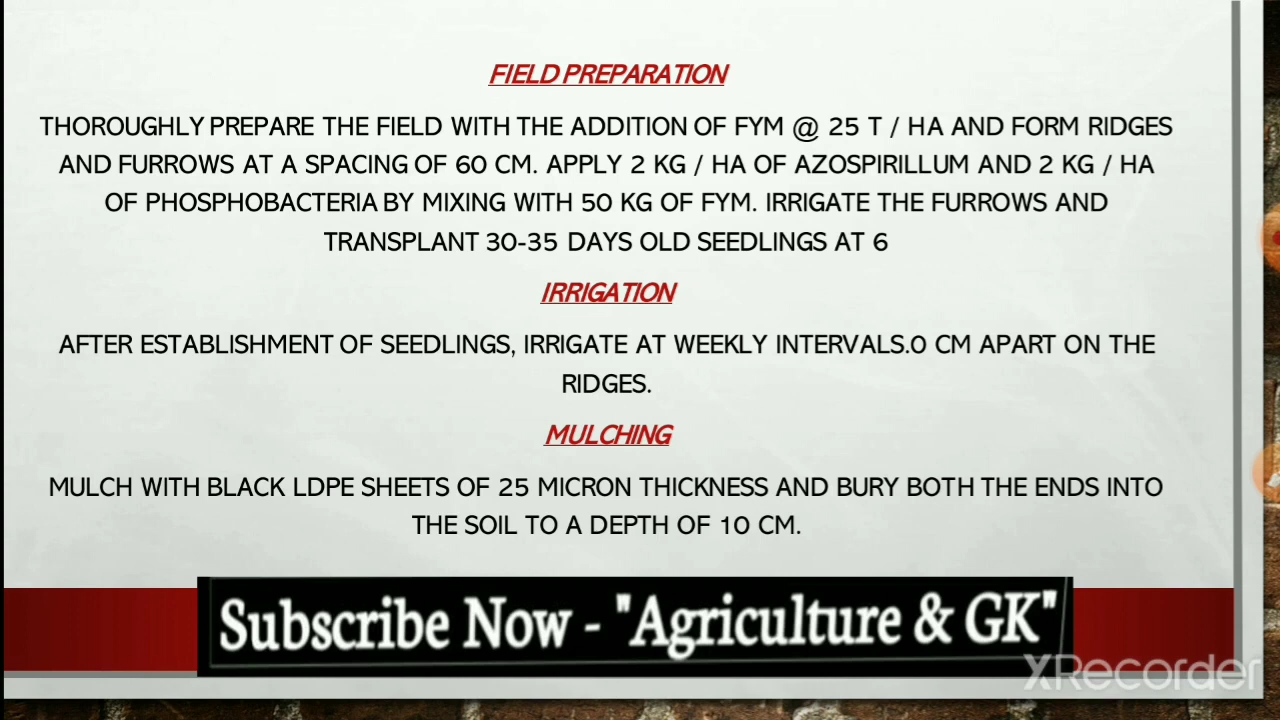 FIELD PREPARATION
THOROUGHLY PREPARE THE FIELD WITH THE ADDITION OF FYM @ 25 T / HA AND FORM RIDGES
AND FURROWS AT A SPACING OF 60 CM. APPLY 2 KG / HA OF AZOSPIRILLUM AND 2 KG / HA
OF PHOSPHOBACTERIA BY MIXING WITH 50 KG OF FYM. IRRIGATE THE FURROWS AND
TRANSPLANT 30-35 DAYS OLD SEEDLINGS AT 6
IRRIGATION
AFTER ESTABLISHMENT OF SEEDLINGS, IRRIGATE AT WEEKLY INTERVALS.0 CM APART ON THE
RIDGES.
MULCHING
MULCH WITH BLACK LDPE SHEETS OF 25 MICRON THICKNESS AND BURY BOTH THE ENDS INTO
THE SOIL TO A DEPTH OF 10 CM.
Subscribe Now - "Agriculture & GK"
XRecorder